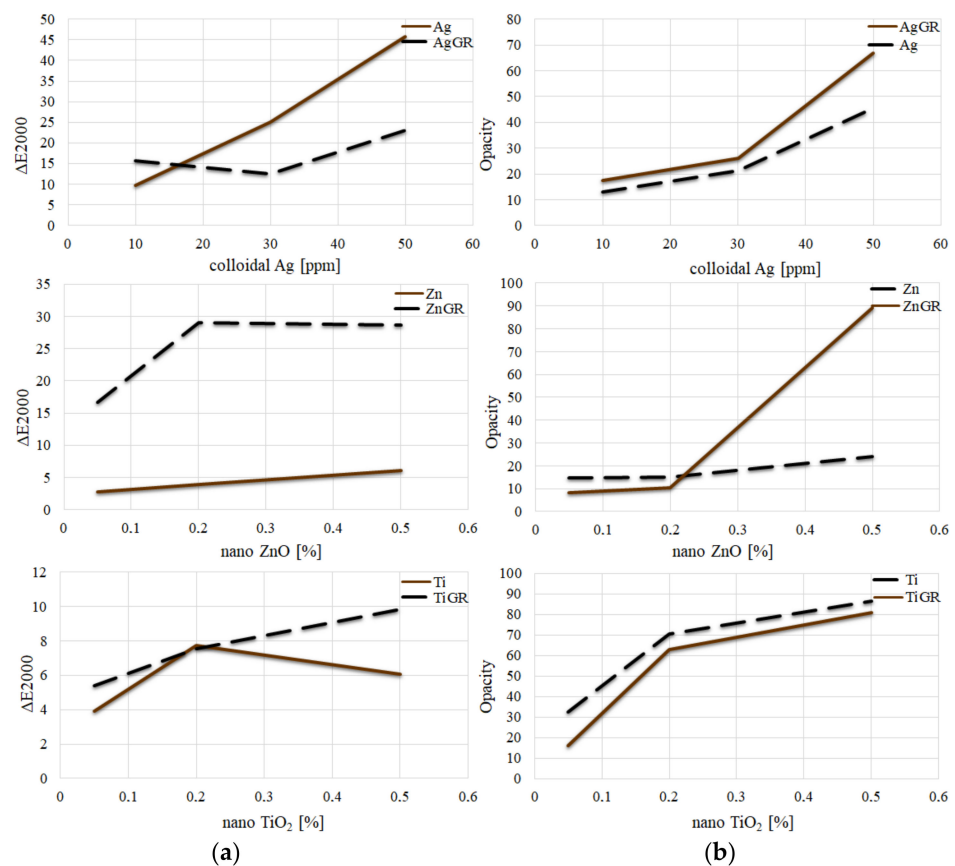 50
45
40
35
30
25
20
15
10
5
0
ΔE2000
Ag
AgGR
0 10 20 30 40 50 60
colloidal Ag [ppm]
80
70
60
50
40
30
20
10
0
Opacity
AgGR
Ag
0 10 20 30 40 50 60
colloidal Ag [ppm]
35
30
25
20
15
10
5
0
ΔE2000
Zn
ZnGR
0 0.1 0.2 0.3 0.4 0.5 0.6
nano ZnO [%]
100
90
80
70
60
50
40
30
20
10
0
Opacity
Zn
ZnGR
0 0.1 0.2 0.3 0.4 0.5 0.6
nano ZnO [%]
12
10
8
6
4
2
0
ΔE2000
Ti
TiGR
0 0.1 0.2 0.3 0.4 0.5 0.6
nano TiO₂ [%]
100
90
80
70
60
50
40
30
20
10
0
Opacity
Ti
TiGR
0 0.1 0.2 0.3 0.4 0.5 0.6
nano TiO₂ [%]
(a)
(b)